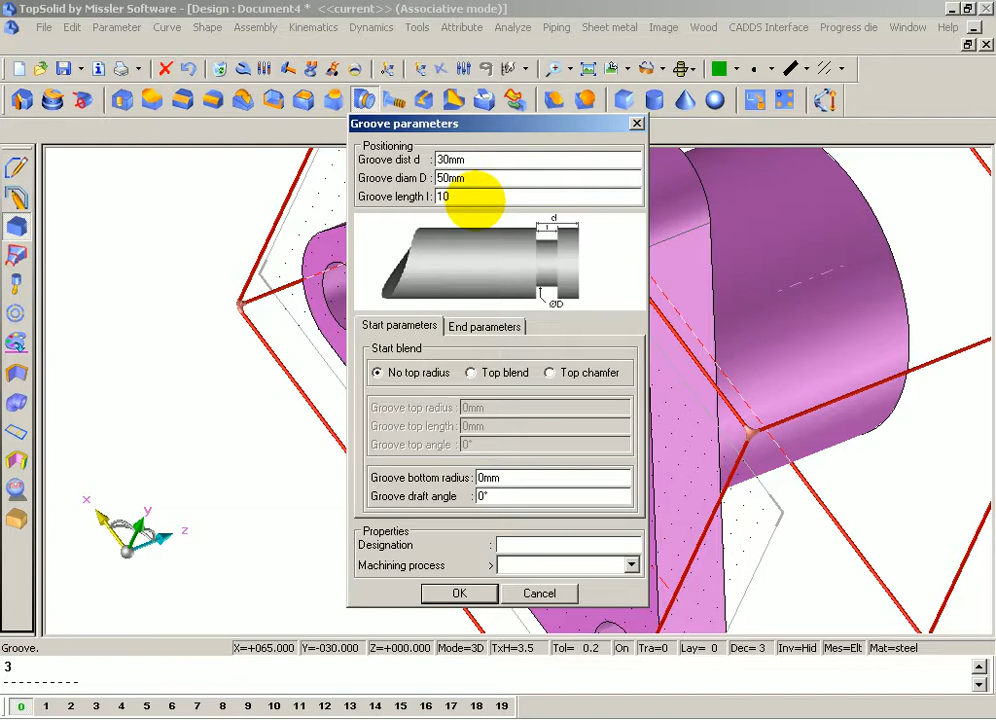 TopSolid by Missler Software - [Design : Document4 * <<current>> (Associative mode)]
File Edit Parameter Curve Shape Assembly Kinematics Dynamics Tools Attribute Analyze Piping Sheet metal Image Wood CADDS Interface Progress die Window Help
Groove parameters
Positioning
Groove dist d : 30mm
Groove diam D : 50mm
Groove length l : 10
d
l
ØD
Start parameters End parameters
Start blend
No top radius Top blend Top chamfer
Groove top radius : 0mm
Groove top length : 0mm
Groove top angle : 0°
Groove bottom radius : 0mm
Groove draft angle : 0°
Properties
Designation :
Machining process >
OK Cancel
x y z
Groove. X=+065.000 Y=-030.000 Z=+000.000 Mode=3D TxH=3.5 Tol= 0.2 On Tra=0 Lay= 0 Dec= 3 Inv=Hid Mes=Elt Mat=steel
3
----------
0 1 2 3 4 5 6 7 8 9 10 11 12 13 14 15 16 17 18 19